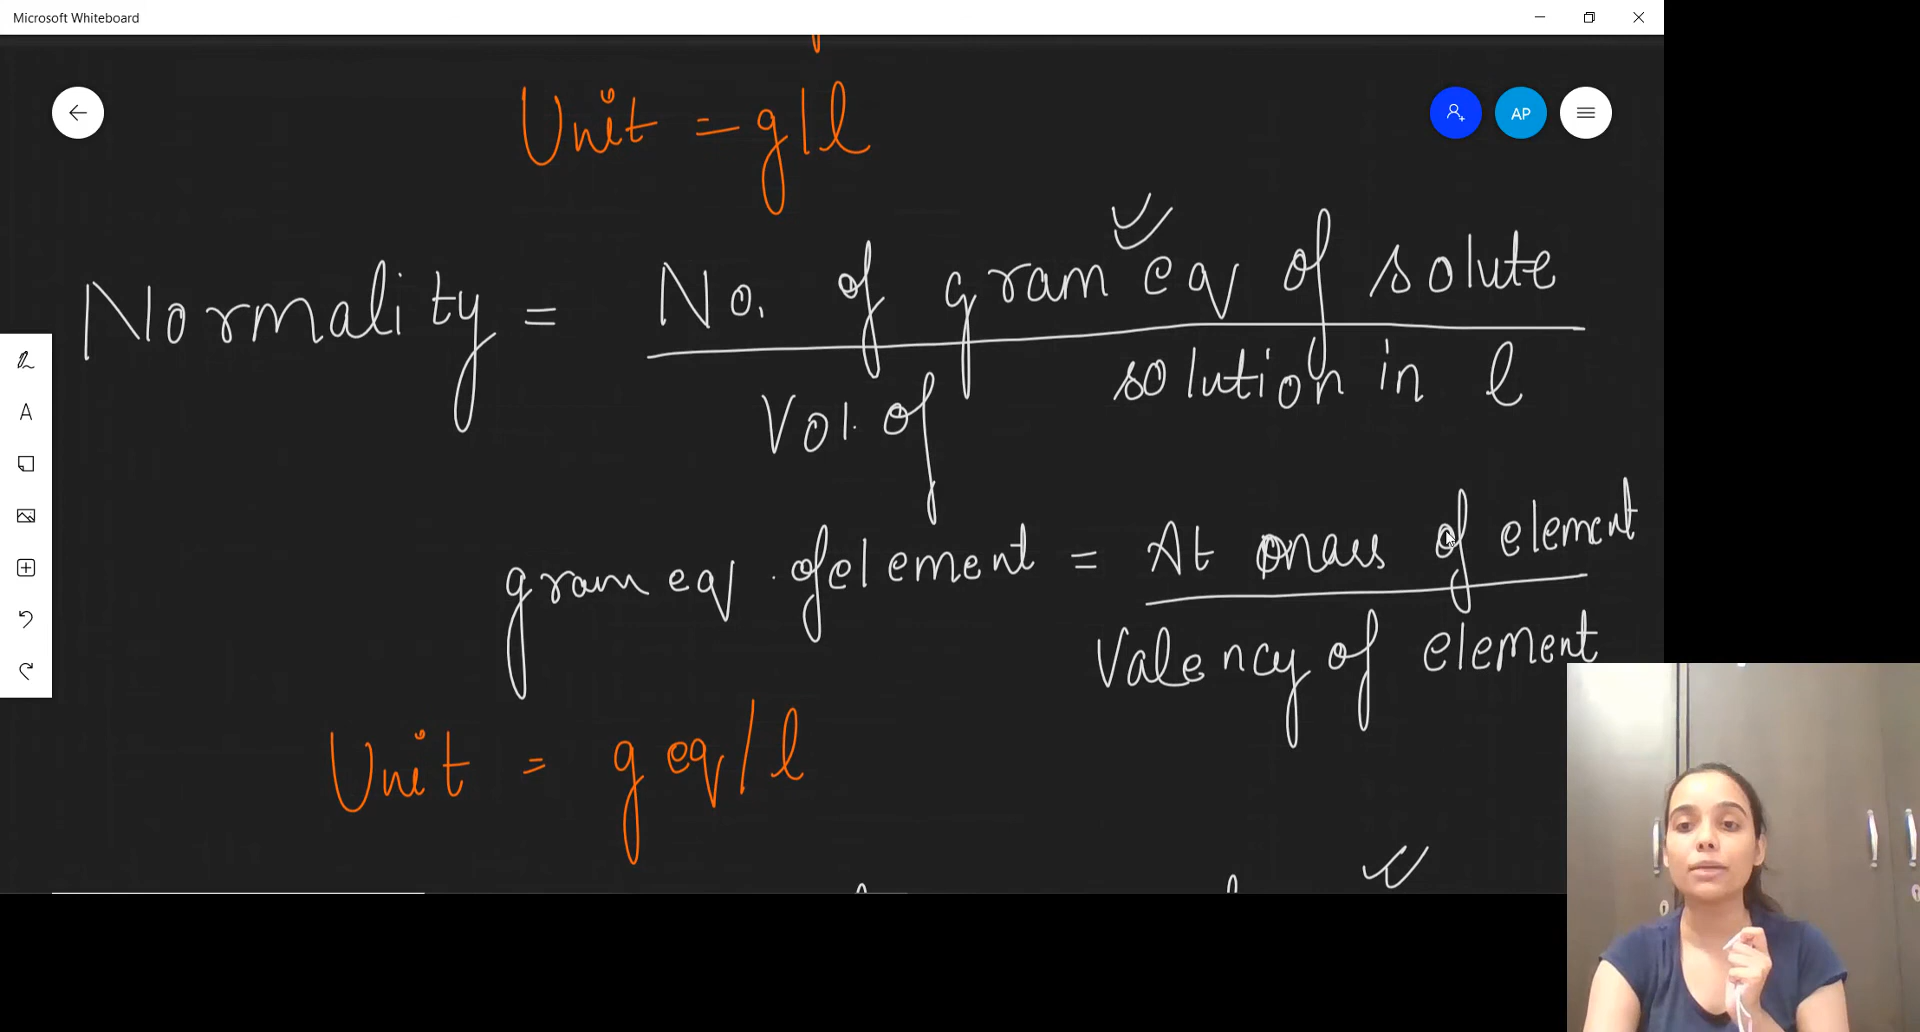 Microsoft Whiteboard
Unit = g/l
AP
Normality = No. of gram eq of solute
Vol. of solution in l
A
gram eq. of element = At mass of element
Valency of element
Unit = g eq/l